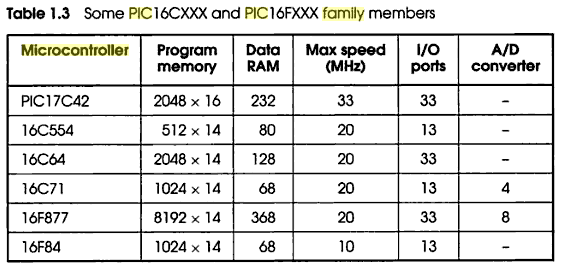 Table 1.3 Some PIC16CXXX and PIC16FXXX family members
Microcontroller Program memory Data RAM Max speed (MHz) I/O ports A/D converter
PIC17C42 2048 × 16 232 33 33 –
16C554 512 × 14 80 20 13 –
16C64 2048 × 14 128 20 33 –
16C71 1024 × 14 68 20 13 4
16F877 8192 × 14 368 20 33 8
16F84 1024 × 14 68 10 13 –